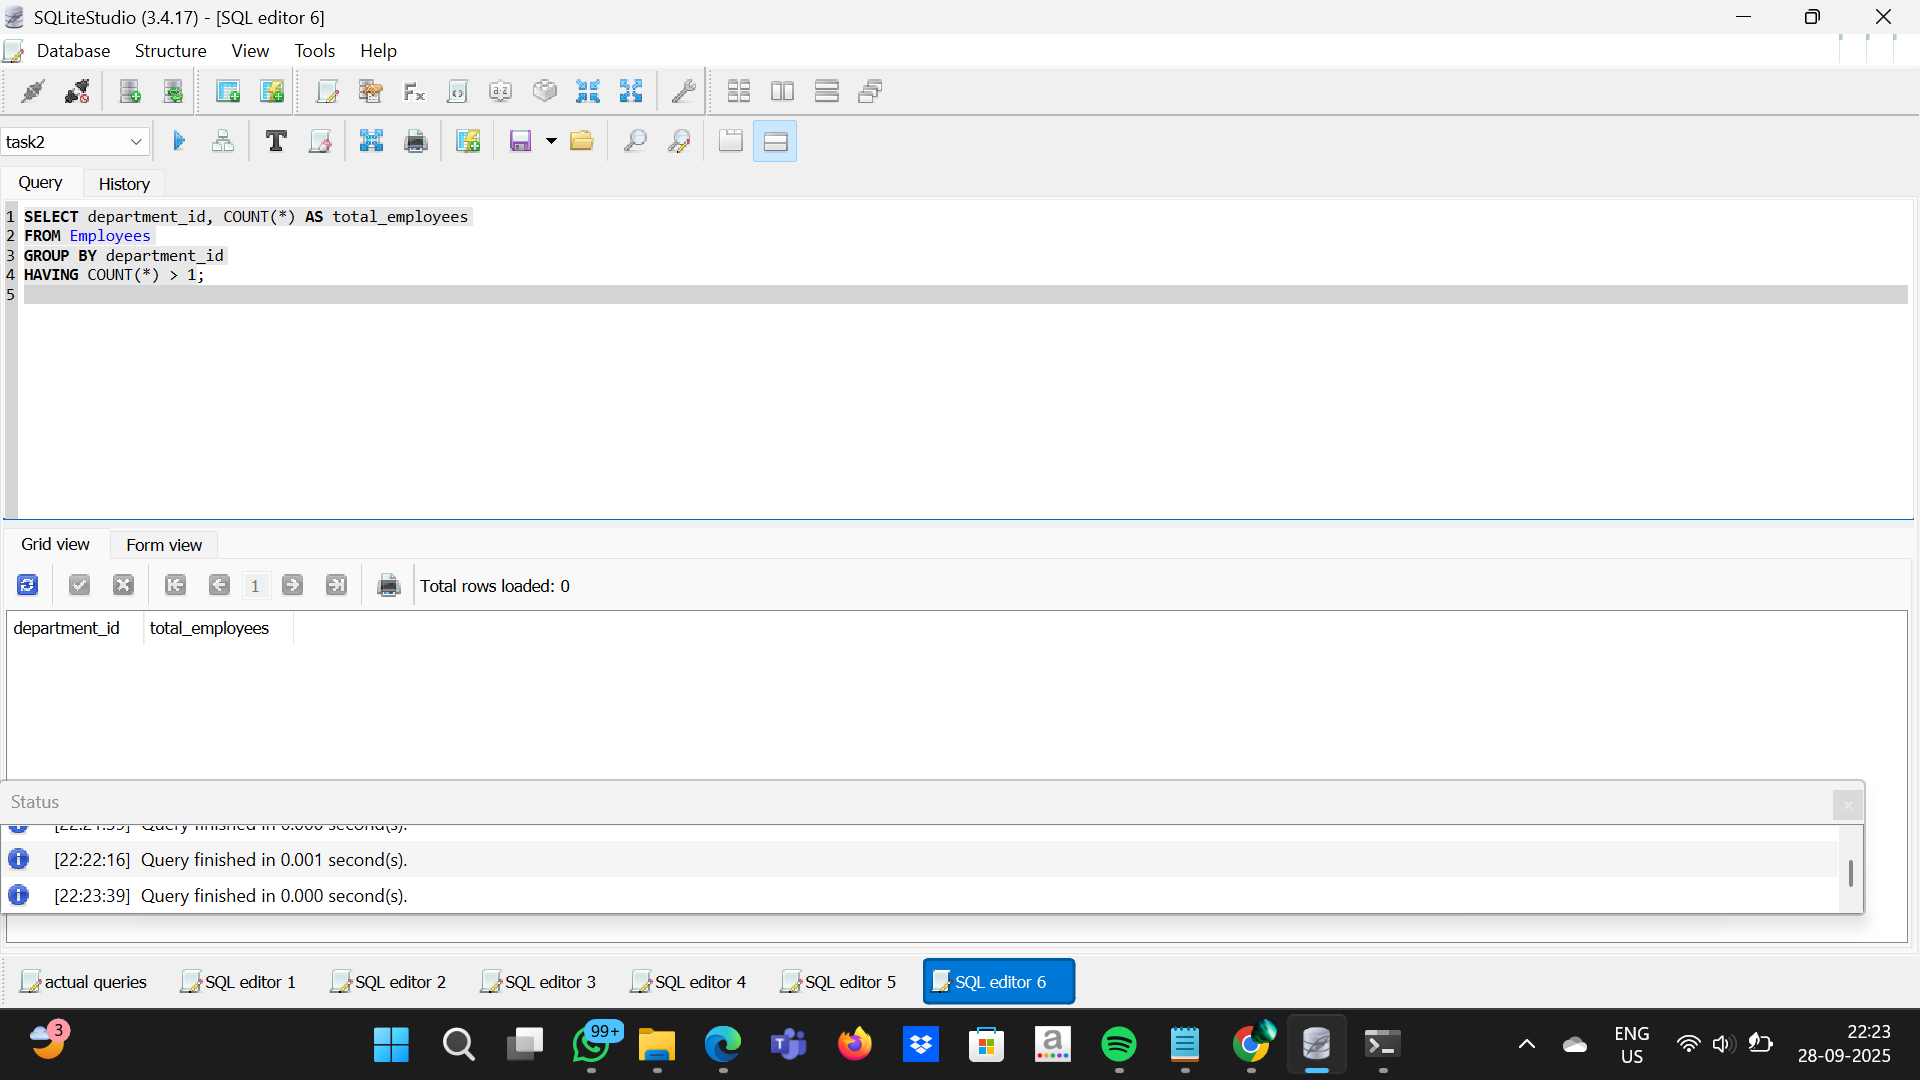 SQLiteStudio (3.4.17) - [SQL editor 6]
Database Structure View Tools Help
task2
Query History
1 SELECT department_id, COUNT(*) AS total_employees
2 FROM Employees
3 GROUP BY department_id
4 HAVING COUNT(*) > 1;
5
Grid view Form view
1 Total rows loaded: 0
department_id total_employees
Status
Query finished in 0.000 second(s).
[22:22:16] Query finished in 0.001 second(s).
[22:23:39] Query finished in 0.000 second(s).
actual queries SQL editor 1 SQL editor 2 SQL editor 3 SQL editor 4 SQL editor 5 SQL editor 6
3 99+ ENG 22:23
US 28-09-2025